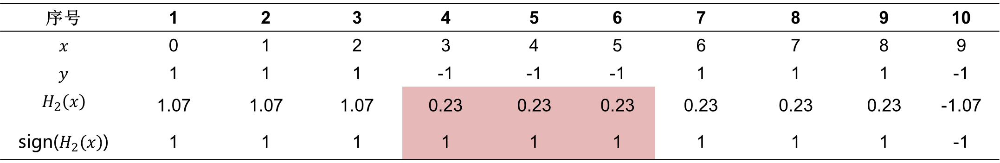 序号 1 2 3 4 5 6 7 8 9 10
x 0 1 2 3 4 5 6 7 8 9
y 1 1 1 -1 -1 -1 1 1 1 -1
H₂(x) 1.07 1.07 1.07 0.23 0.23 0.23 0.23 0.23 0.23 -1.07
sign(H₂(x)) 1 1 1 1 1 1 1 1 1 -1